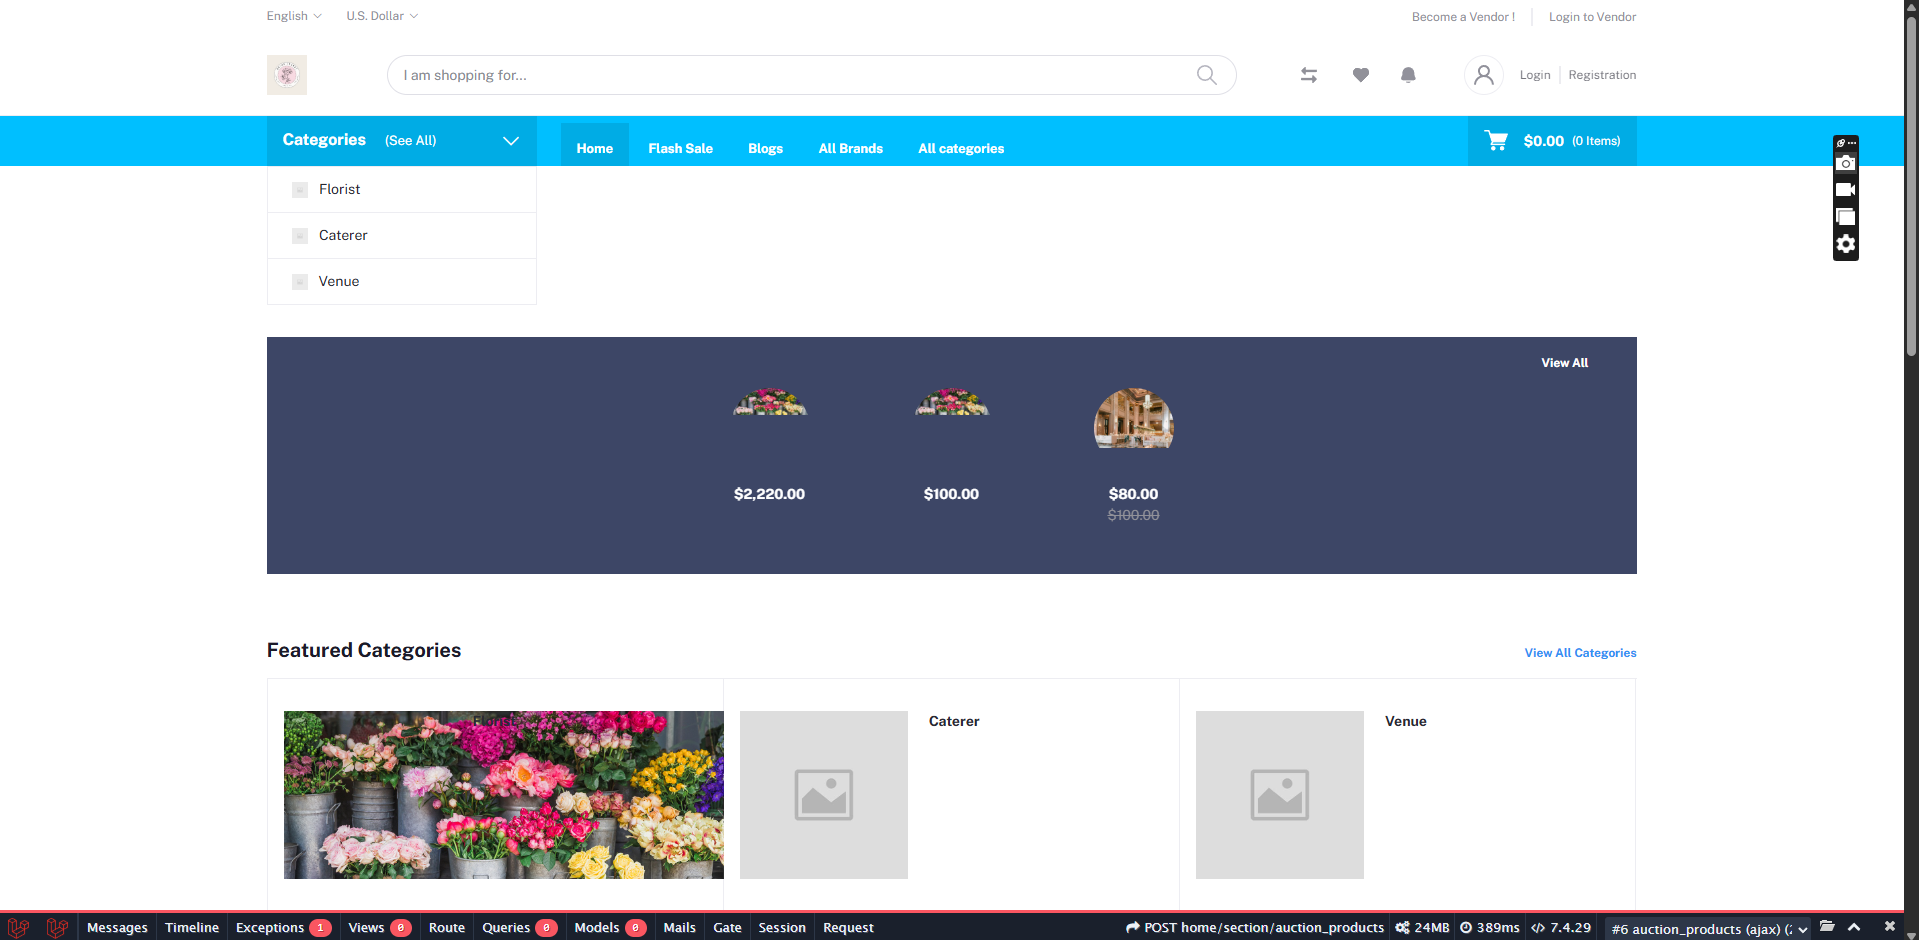 English
U.S. Dollar
Become a Vendor !
Login to Vendor
I am shopping for...
Login
Registration
Categories (See All)
Home
Flash Sale
Blogs
All Brands
All categories
$0.00 (0 Items)
Florist
Caterer
Venue
View All
$2,220.00
$100.00
$80.00
$100.00
Featured Categories
View All Categories
Florist
Caterer
Venue
Messages
Timeline
Exceptions 1
Views 0
Route
Queries 0
Models 0
Mails
Gate
Session
Request
POST home/section/auction_products
24MB
389ms
7.4.29
#6 auction_products (ajax) (